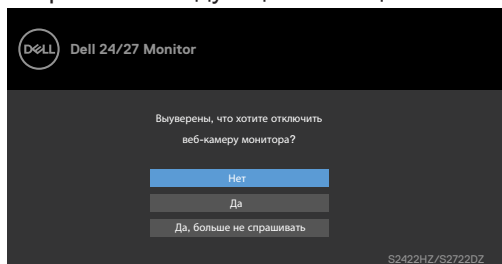 DELL
Dell 24/27 Monitor
Выуверены, что хотите отключить
веб-камеру монитора?
Нет
Да
Да, больше не спрашивать
S2422HZ/S2722DZ